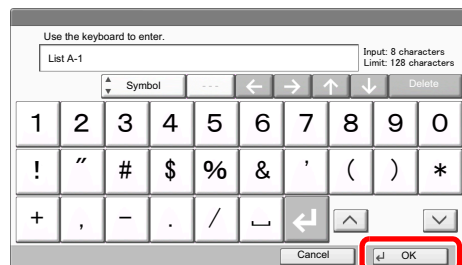 Use the keyboard to enter.
List A-1
Input: 8 characters
Limit: 128 characters
Symbol - - - ← → ↑ ↓ Delete
1 2 3 4 5 6 7 8 9 0
! ″ # $ % & ’ ( ) *
+ , − . / ⎵ ↵
Cancel ↵ OK